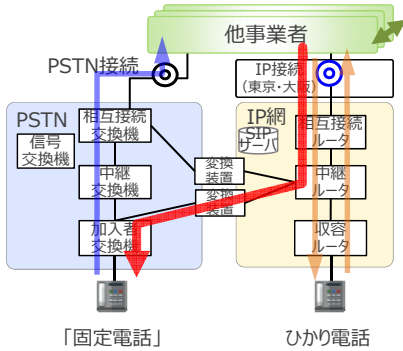 他事業者
PSTN接続
IP接続
(東京・大阪)
PSTN
相互接続
交換機
信号
交換機
中継
交換機
加入者
交換機
変換
装置
変換
装置
IP網
SIP
サーバ
相互接続
ルータ
中継
ルータ
収容
ルータ
「固定電話」
ひかり電話